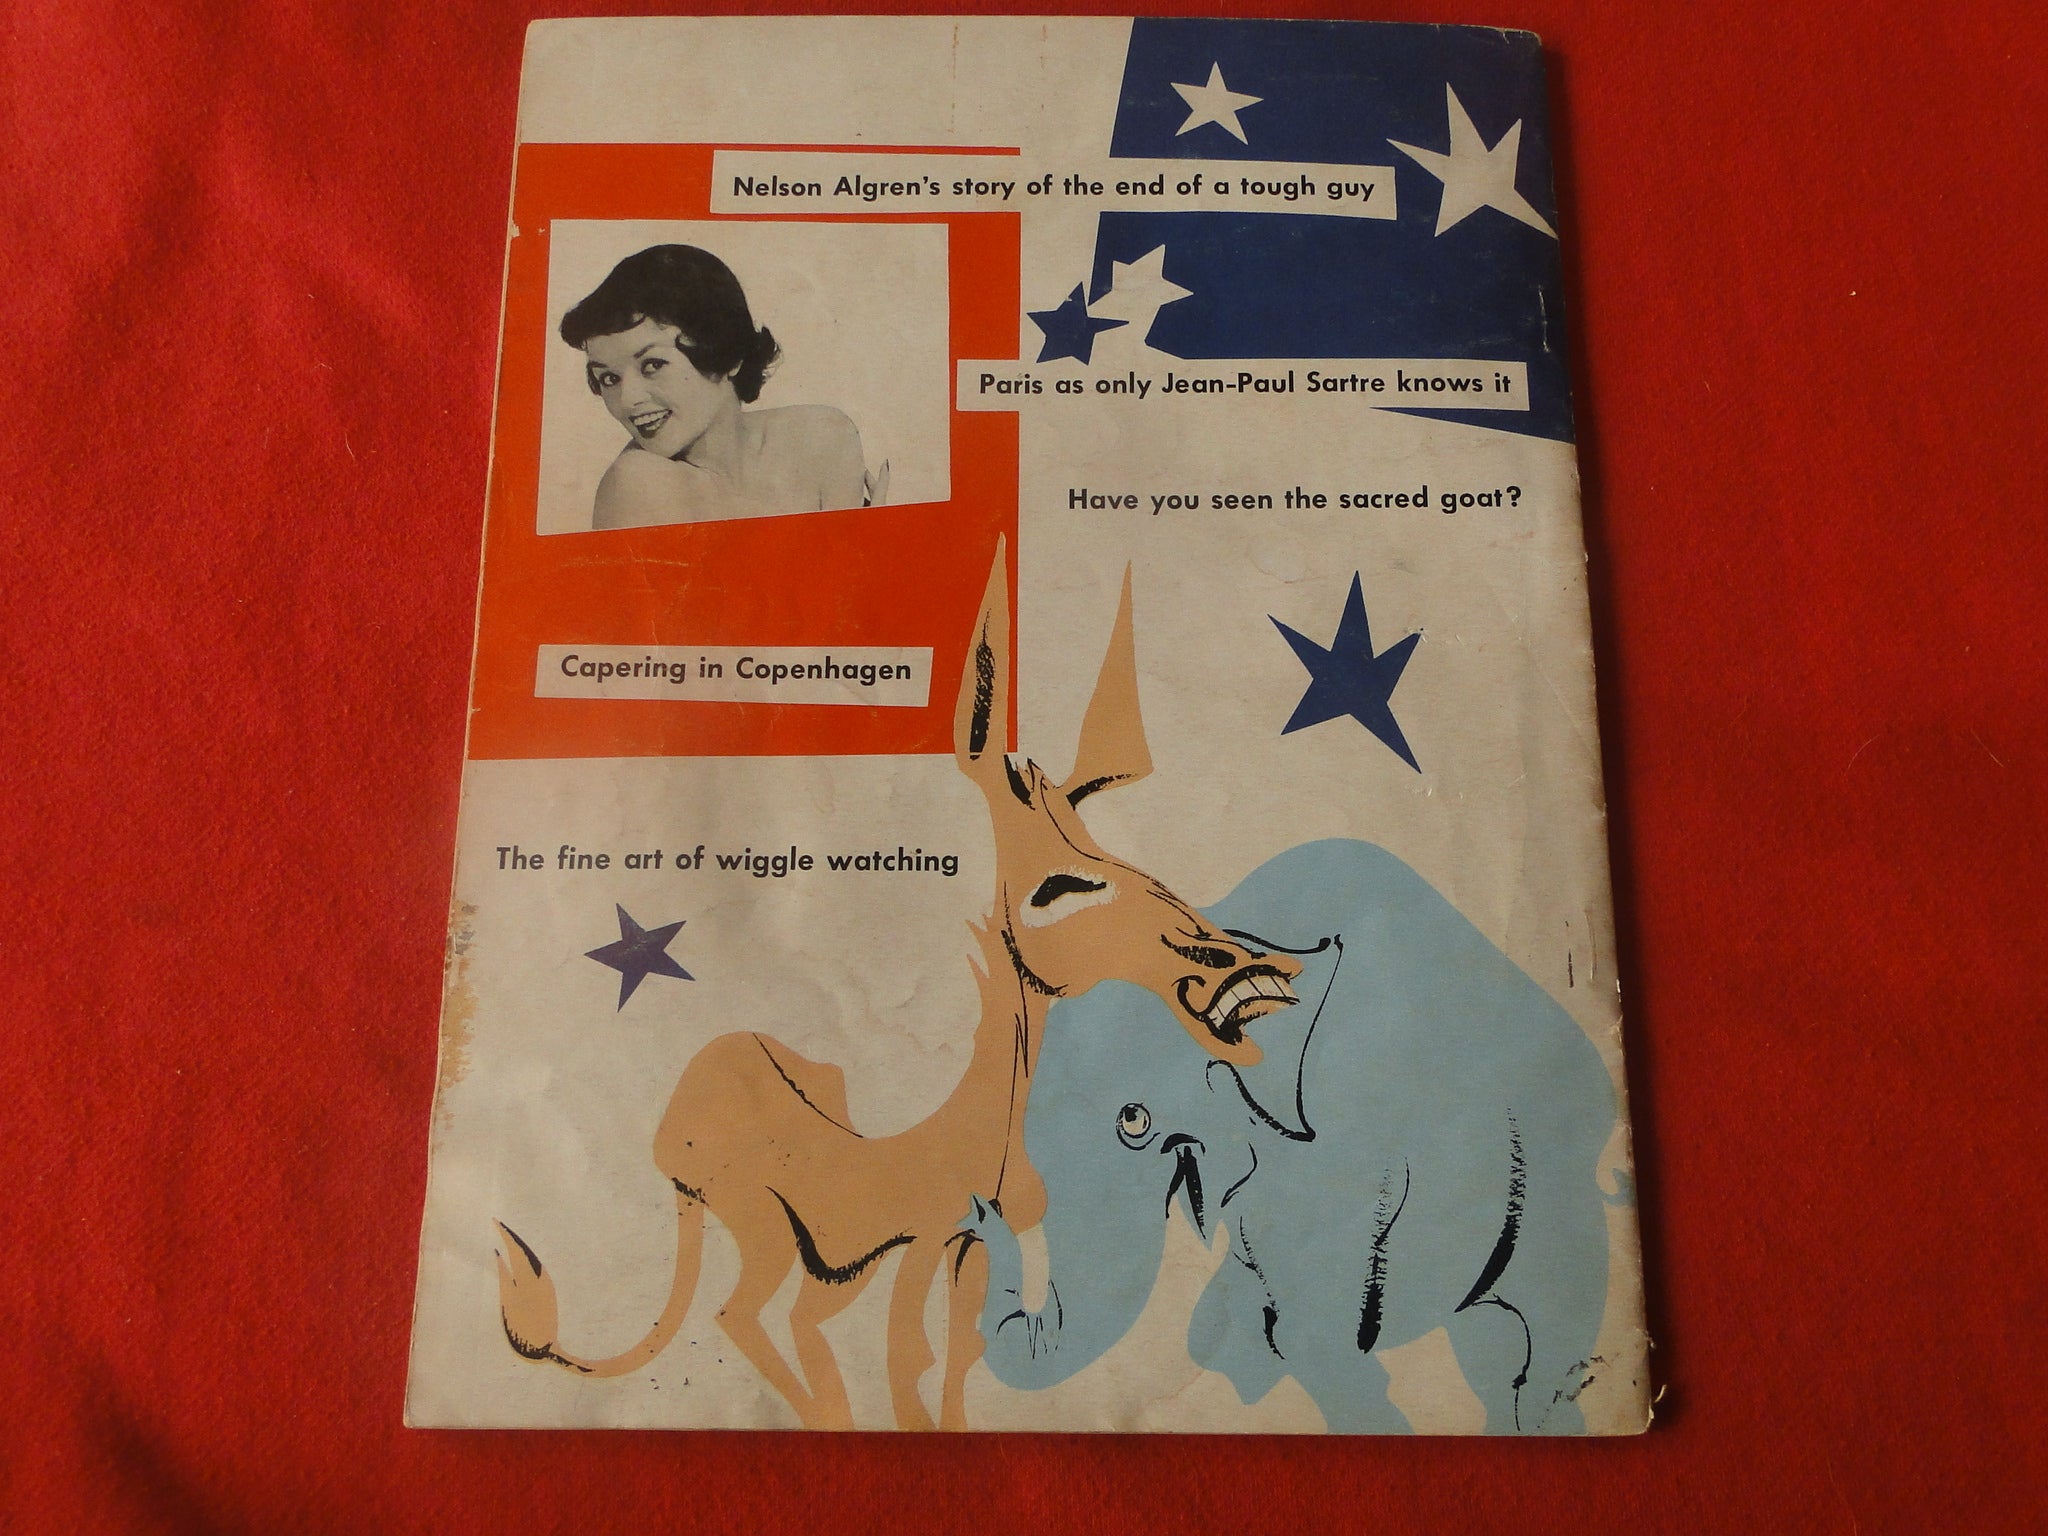 Nelson Algren's story of the end of a tough guy
Paris as only Jean-Paul Sartre knows it
Have you seen the sacred goat?
Capering in Copenhagen
The fine art of wiggle watching